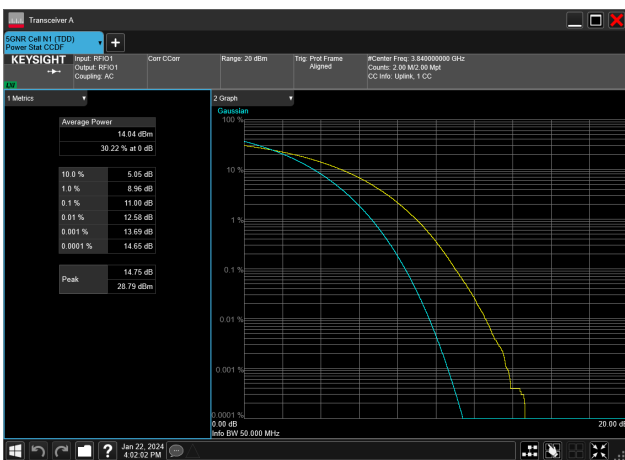 Transceiver A
5GNR Cell N1 (TDD)
Power Stat CCDF
KEYSIGHT
Input: RFIO1
Output: RFIO1
Coupling: AC
Corr CCorr
Range: 20 dBm
Trig: Prot Frame
Aligned
#Center Freq: 3.840000000 GHz
Counts: 2.00 M/2.00 Mpt
CC Info: Uplink, 1 CC
LXI
1 Metrics
Average Power
14.04 dBm
30.22 % at 0 dB
10.0 % 5.05 dB
1.0 % 8.96 dB
0.1 % 11.00 dB
0.01 % 12.58 dB
0.001 % 13.69 dB
0.0001 % 14.65 dB
Peak
14.75 dB
28.79 dBm
2 Graph
Gaussian
100 %
10 %
1 %
0.1 %
0.01 %
0.001 %
0.0001 %
0.00 dB
20.00 dB
Info BW 50.000 MHz
Jan 22, 2024
4:02:02 PM